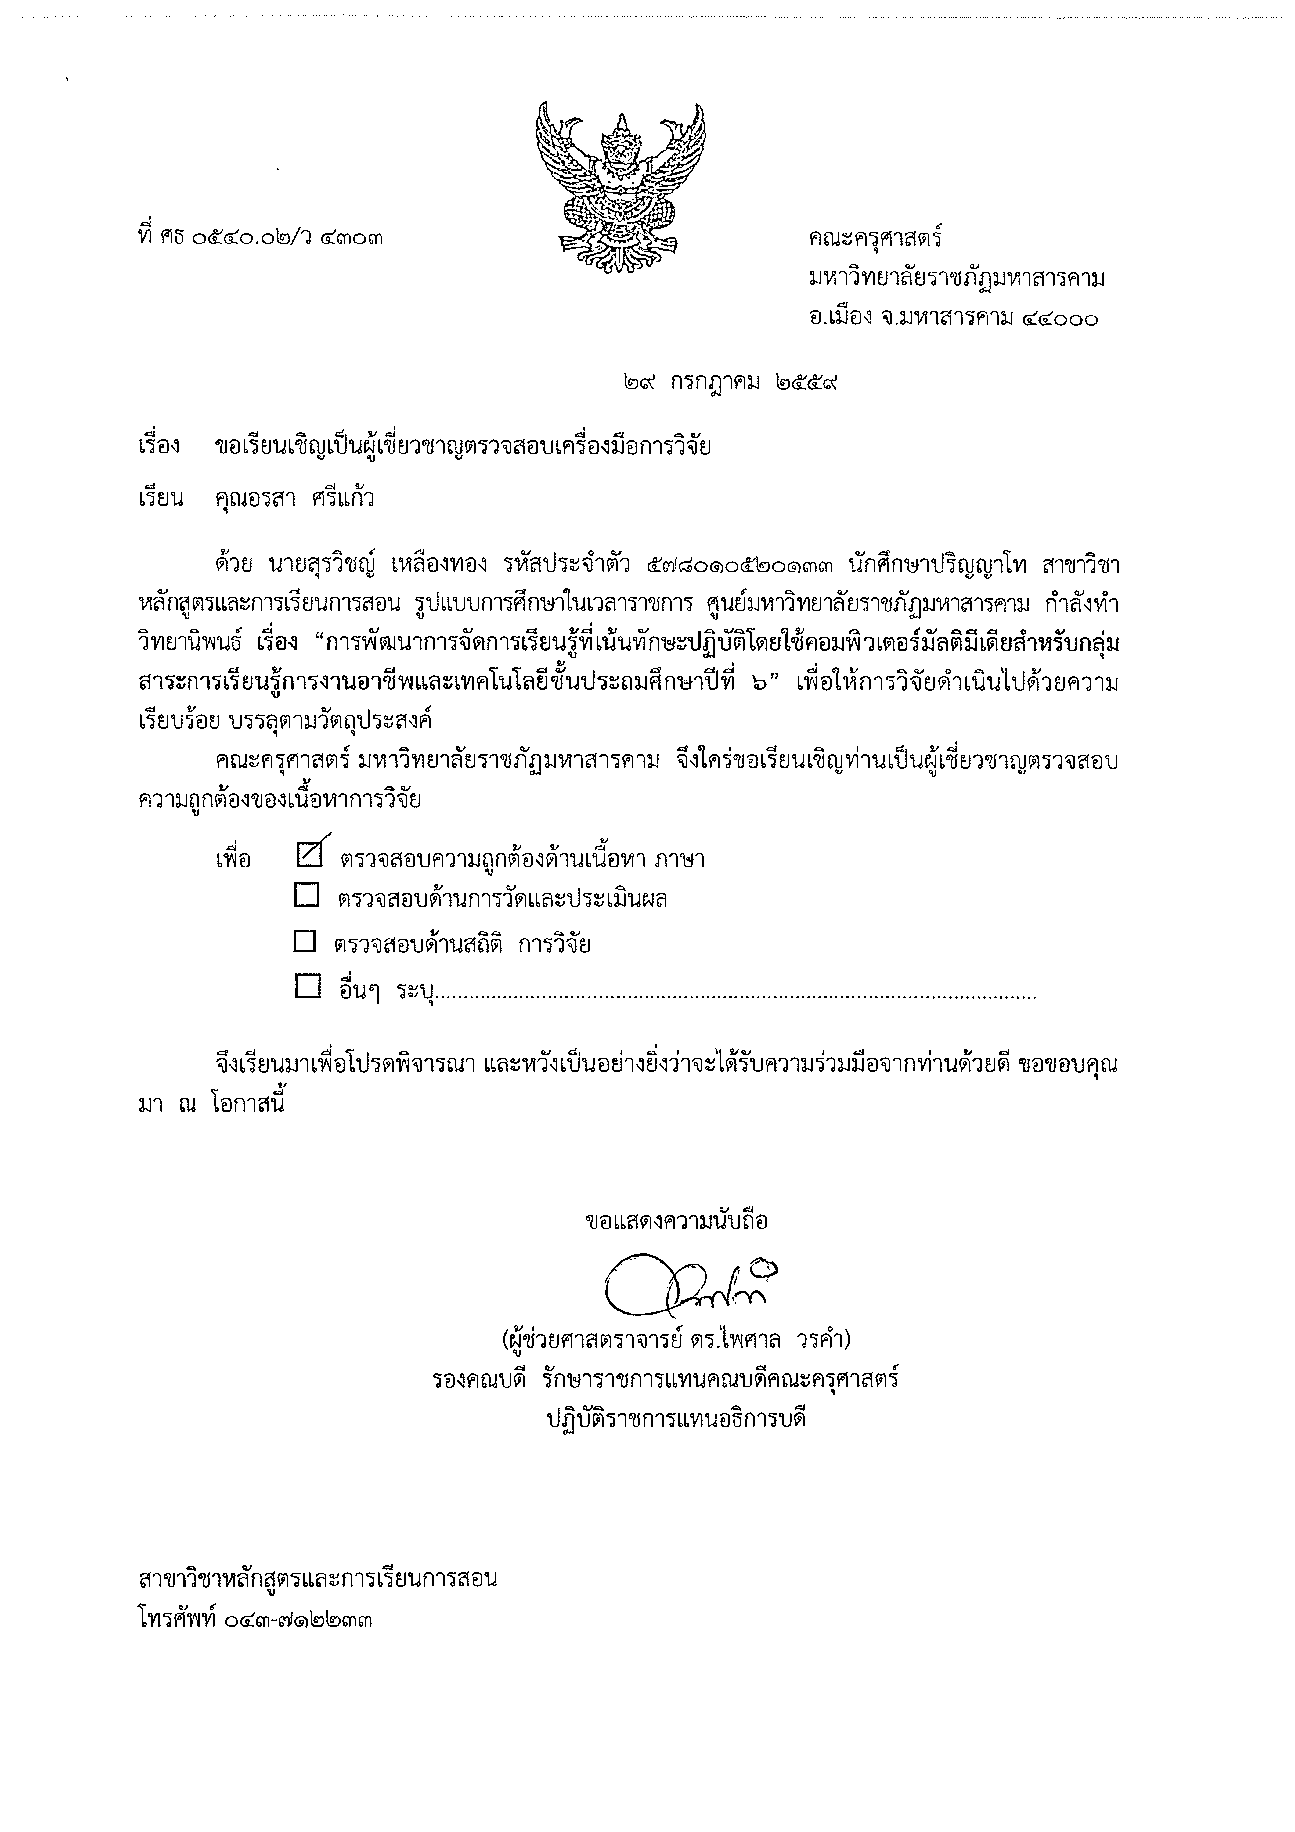 ที่ ศธ ๐๕๔๐.๐๒/ว ๔๓๐๓
คณะครุศาสตร์
มหาวิทยาลัยราชภัฏมหาสารคาม
อ.เมือง จ.มหาสารคาม ๔๔๐๐๐
๒๙ กรกฎาคม ๒๕๕๙
เรื่อง ขอเรียนเชิญเป็นผู้เชี่ยวชาญตรวจสอบเครื่องมือการวิจัย
เรียน คุณอรสา ศรีแก้ว
ด้วย นายสุรวิชญ์ เหลืองทอง รหัสประจำตัว ๕๗๘๐๑๐๕๒๐๑๓๓ นักศึกษาปริญญาโท สาขาวิชา
หลักสูตรและการเรียนการสอน รูปแบบการศึกษาในเวลาราชการ ศูนย์มหาวิทยาลัยราชภัฏมหาสารคาม กำลังทำ
วิทยานิพนธ์ เรื่อง “การพัฒนาการจัดการเรียนรู้ที่เน้นทักษะปฏิบัติโดยใช้คอมพิวเตอร์มัลติมีเดียสำหรับกลุ่ม
สาระการเรียนรู้การงานอาชีพและเทคโนโลยีชั้นประถมศึกษาปีที่ ๖” เพื่อให้การวิจัยดำเนินไปด้วยความ
เรียบร้อย บรรลุตามวัตถุประสงค์
คณะครุศาสตร์ มหาวิทยาลัยราชภัฏมหาสารคาม จึงใคร่ขอเรียนเชิญท่านเป็นผู้เชี่ยวชาญตรวจสอบ
ความถูกต้องของเนื้อหาการวิจัย
เพื่อ ☑ ตรวจสอบความถูกต้องด้านเนื้อหา ภาษา
☐ ตรวจสอบด้านการวัดและประเมินผล
☐ ตรวจสอบด้านสถิติ การวิจัย
☐ อื่นๆ ระบุ....................................................................................................
จึงเรียนมาเพื่อโปรดพิจารณา และหวังเป็นอย่างยิ่งว่าจะได้รับความร่วมมือจากท่านด้วยดี ขอขอบคุณ
มา ณ โอกาสนี้
ขอแสดงความนับถือ
(ผู้ช่วยศาสตราจารย์ ดร.ไพศาล วรคำ)
รองคณบดี รักษาราชการแทนคณบดีคณะครุศาสตร์
ปฏิบัติราชการแทนอธิการบดี
สาขาวิชาหลักสูตรและการเรียนการสอน
โทรศัพท์ ๐๔๓-๗๑๒๒๓๓